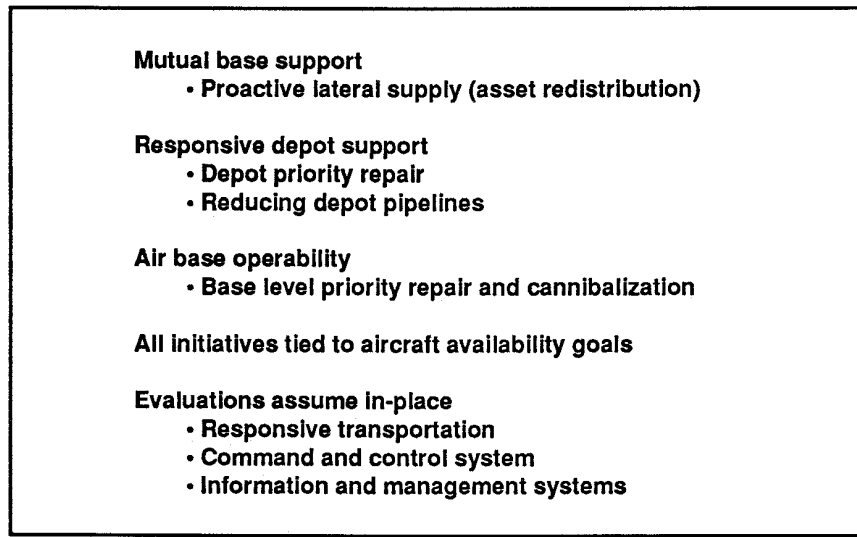 Mutual base support
• Proactive lateral supply (asset redistribution)
Responsive depot support
• Depot priority repair
• Reducing depot pipelines
Air base operability
• Base level priority repair and cannibalization
All initiatives tied to aircraft availability goals
Evaluations assume in-place
• Responsive transportation
• Command and control system
• Information and management systems